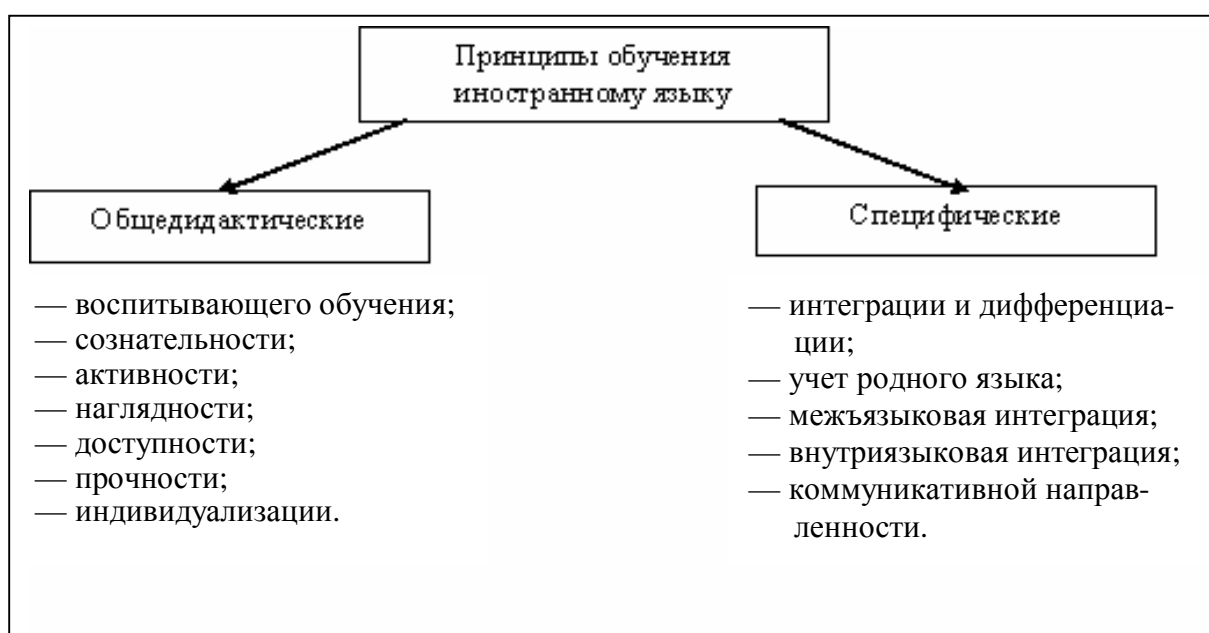 Принципы обучения
иностранному языку
Общедидактические
Специфические
— воспитывающего обучения;
— сознательности;
— активности;
— наглядности;
— доступности;
— прочности;
— индивидуализации.
— интеграции и дифференциа-
ции;
— учет родного языка;
— межъязыковая интеграция;
— внутриязыковая интеграция;
— коммуникативной направ-
ленности.